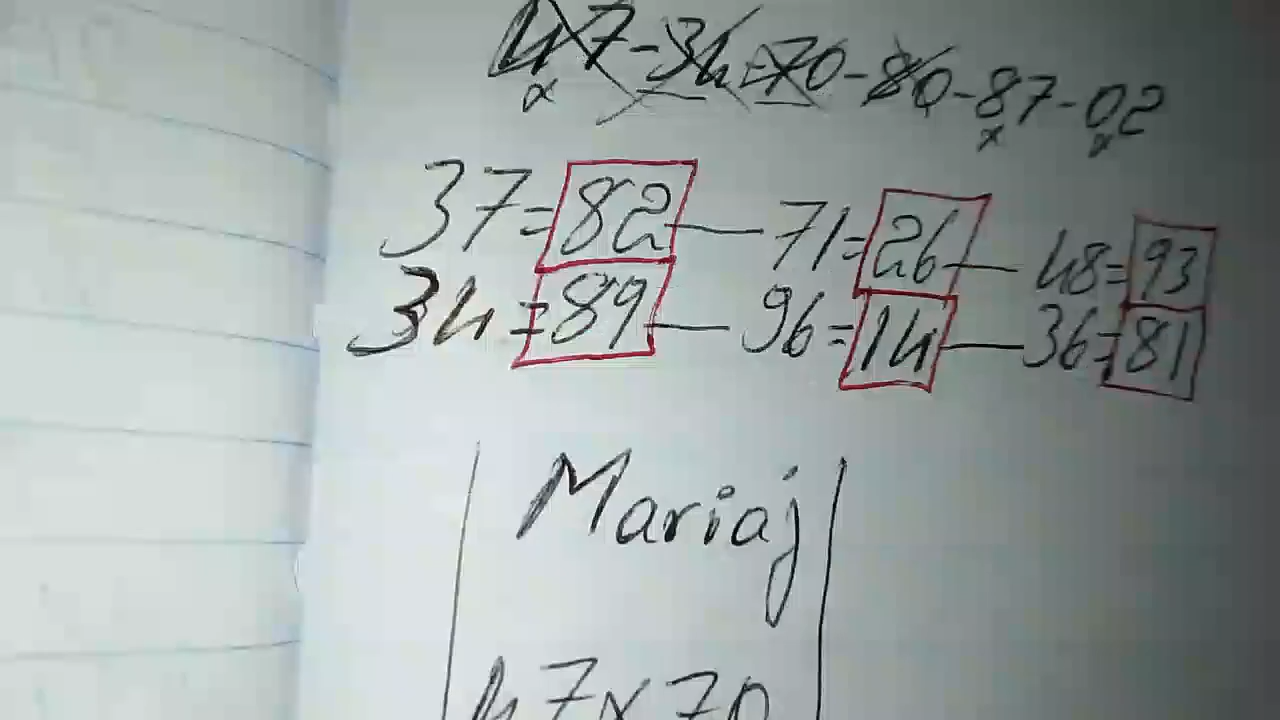 47-34-70-80-87-02
x x x
37=82—71=26—48=93
34=89—96=14—36=81
Mariaj
47x70